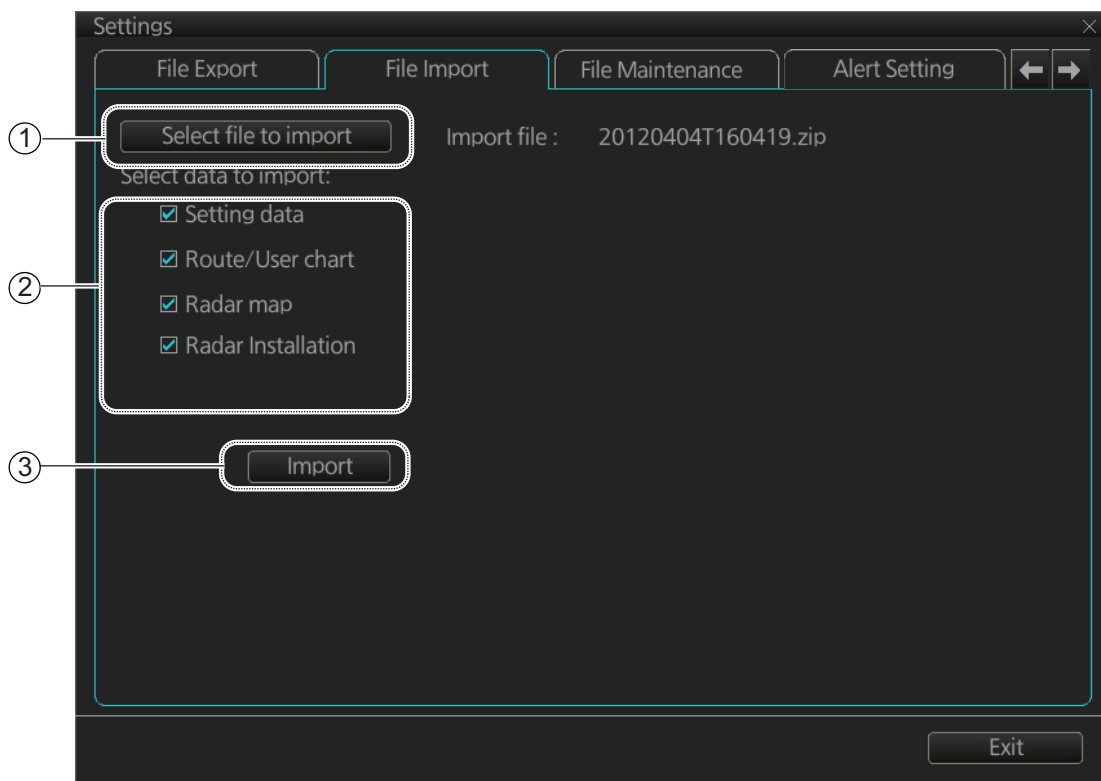 Settings
File Export File Import File Maintenance Alert Setting
1 Select file to import Import file : 20120404T160419.zip
Select data to import:
Setting data
Route/User chart
2
Radar map
Radar Installation
3 Import
Exit